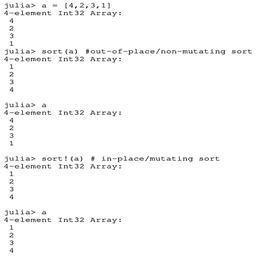 julia> a = [4,2,3,1]
4-element Int32 Array:
4
2
3
1
julia> sort(a) #out-of-place/non-mutating sort
4-element Int32 Array:
1
2
3
4
julia> a
4-element Int32 Array:
4
2
3
1
julia> sort!(a) # in-place/mutating sort
4-element Int32 Array:
1
2
3
4
julia> a
4-element Int32 Array:
1
2
3
4